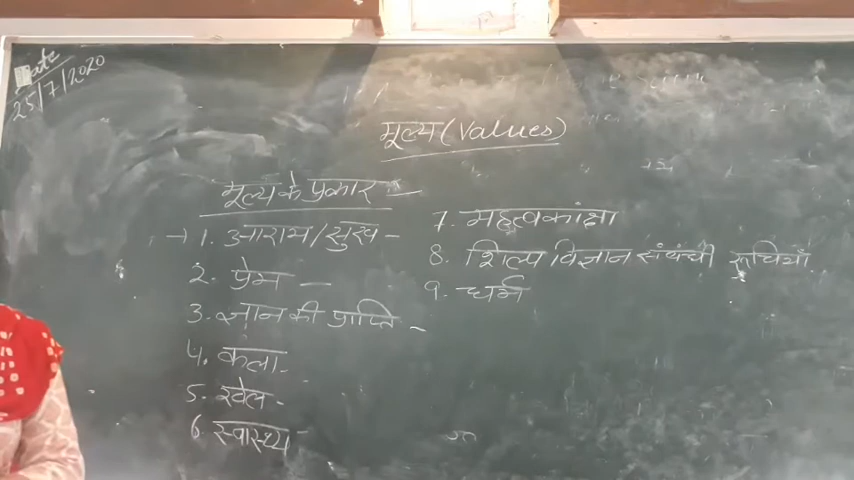 Date
25/7/2020
मूल्य (Values)
मूल्य के प्रकार -
→ 1. आराम/सुख -
2. प्रेम -
3. ज्ञान की प्राप्ति -
4. कला -
5. खेल -
6. स्वास्थ्य -
7. महत्वकांक्षा
8. शिल्प विज्ञान संबंधी रूचियाँ
9. धर्म